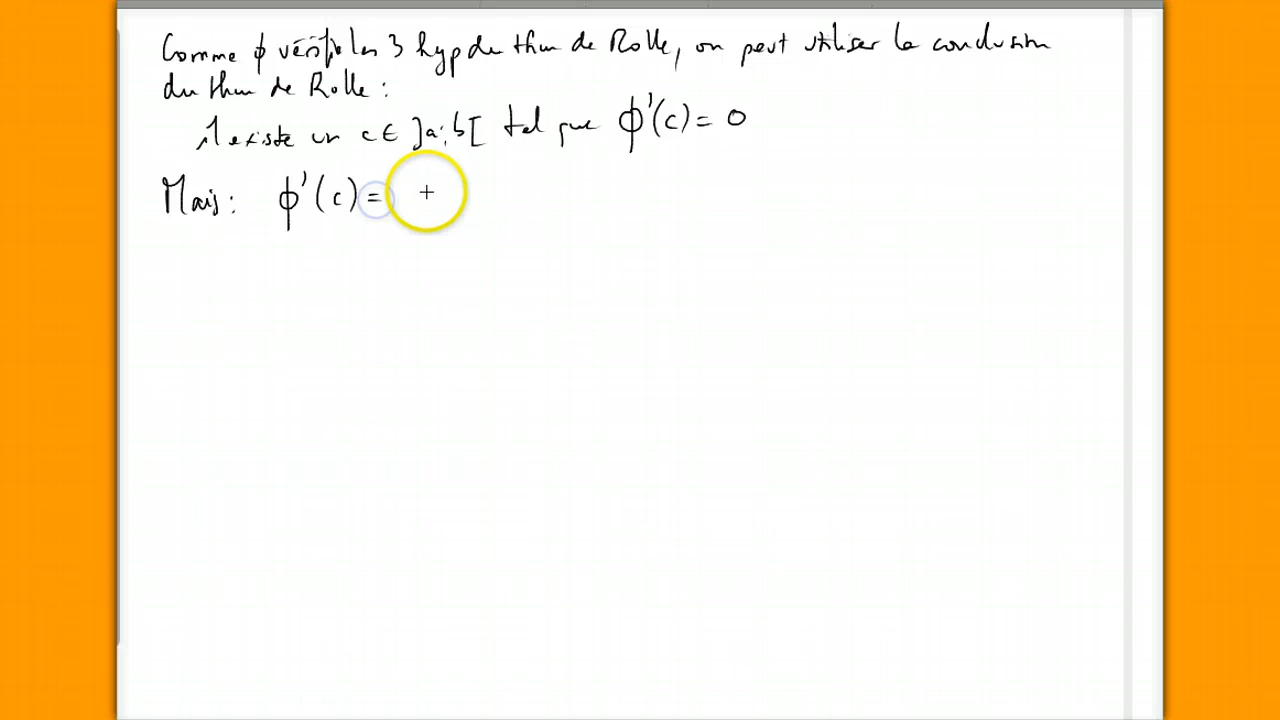 Comme ϕ vérifie les 3 hyp du thm de Rolle, on peut utiliser la conclusion
du thm de Rolle :
il existe un c ∈ ]a; b[ tel que ϕ'(c) = 0
Mais : ϕ'(c) =